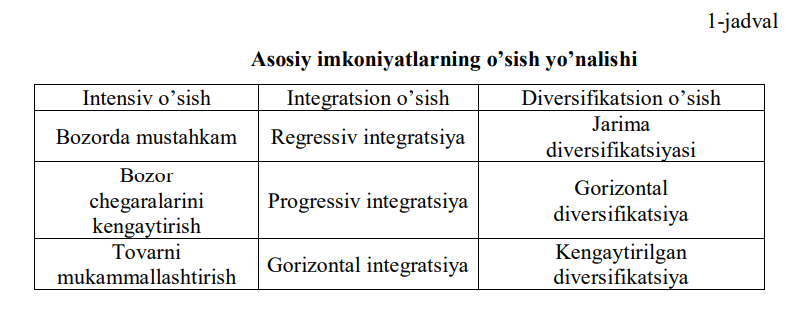 1-jadval
Asosiy imkoniyatlarning o’sish yo’nalishi
Intensiv o’sish Integratsion o’sish Diversifikatsion o’sish
Bozorda mustahkam Regressiv integratsiya Jarima
diversifikatsiyasi
Bozor
chegaralarini
kengaytirish Progressiv integratsiya Gorizontal
diversifikatsiya
Tovarni
mukammallashtirish Gorizontal integratsiya Kengaytirilgan
diversifikatsiya